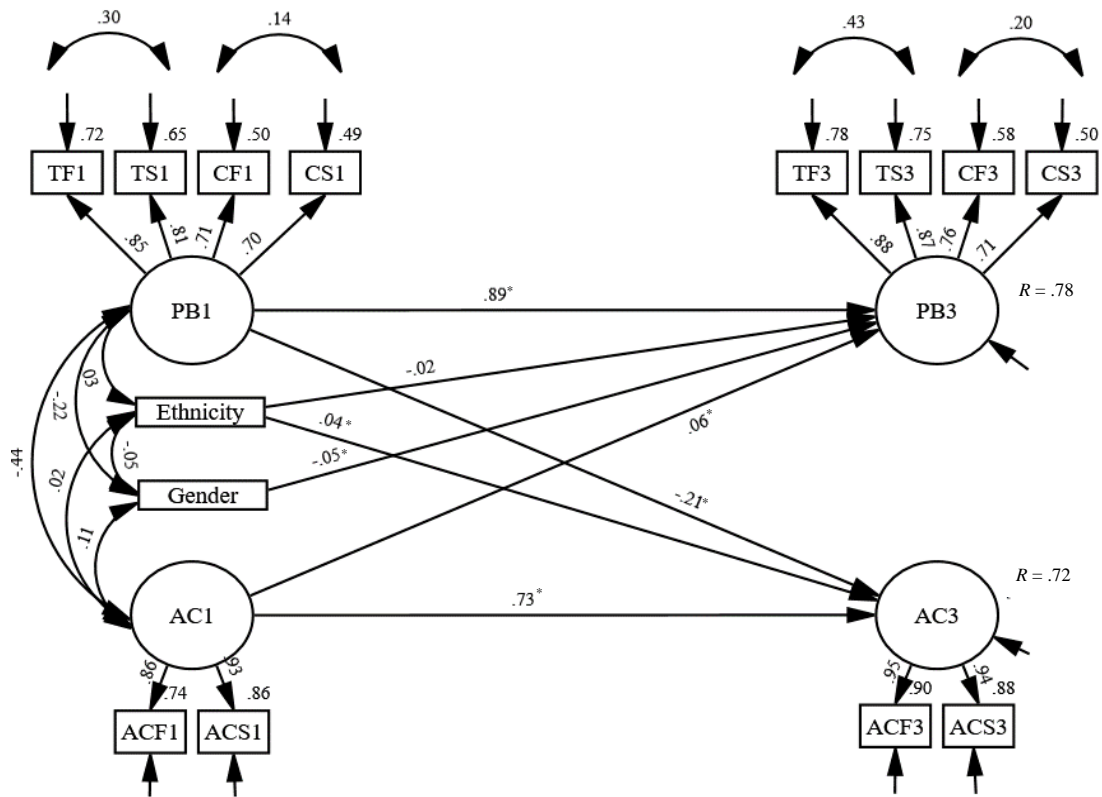 .30 .14 .43 .20
.72 .65 .50 .49 .78 .75 .58 .50
TF1 TS1 CF1 CS1 TF3 TS3 CF3 CS3
.85 .81 .71 .70 .88 .87 .76 .71
PB1 .89* PB3 R = .78
-.02
.03
-.22
Ethnicity
.04*
.06*
-.05
-.05*
-.44
.02
Gender
-.21*
.11
R = .72
AC1 .73* AC3
.86 .93 .95 .94
.74 .86 .90 .88
ACF1 ACS1 ACF3 ACS3